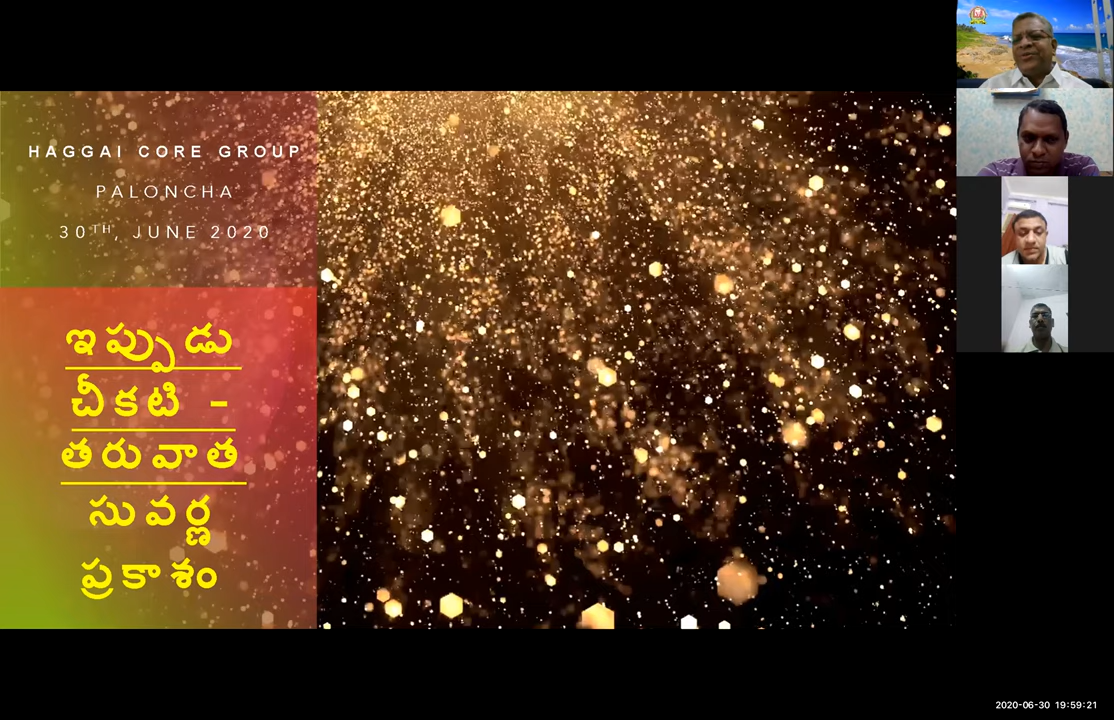 HAGGAI CORE GROUP
PALONCHA
30TH, JUNE 2020
ఇప్పుడు
చీకటి -
తరువాత
సువర్ణ
ప్రకాశం
2020-06-30 19:59:21